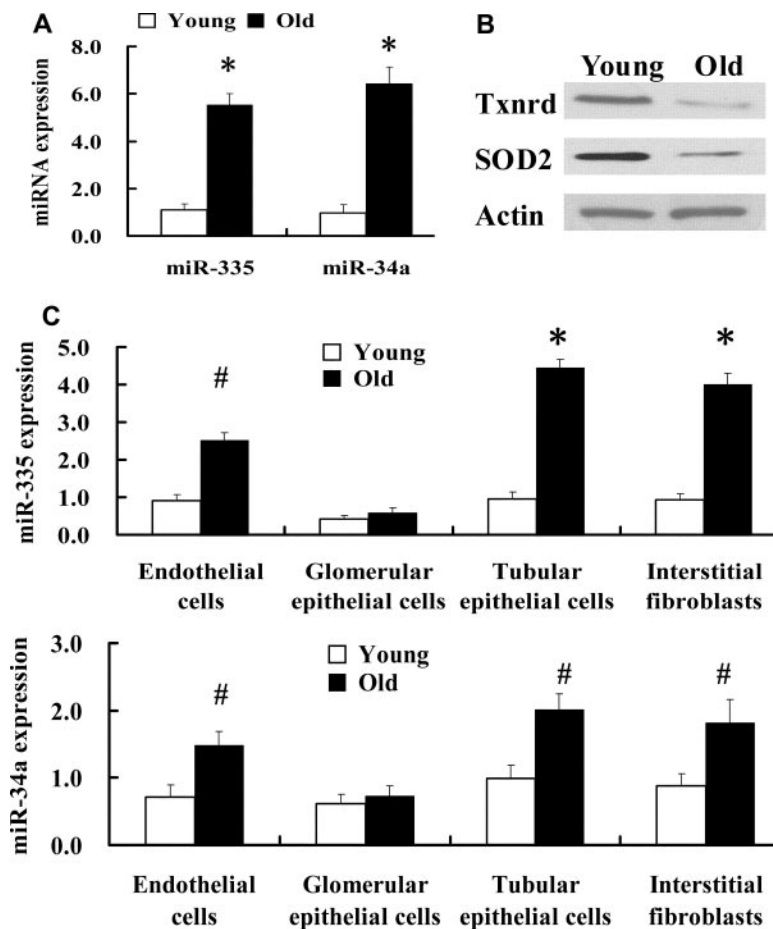 A
Young Old
8.0
6.0
4.0
2.0
0.0
miRNA expression
* *
miR-335 miR-34a
B
Young Old
Txnrd
SOD2
Actin
C
Young
Old
5.0
4.0
3.0
2.0
1.0
0.0
miR-335 expression
# * *
Endothelial cells
Glomerular epithelial cells
Tubular epithelial cells
Interstitial fibroblasts
Young
Old
3.0
2.0
1.0
0.0
miR-34a expression
# # #
Endothelial cells
Glomerular epithelial cells
Tubular epithelial cells
Interstitial fibroblasts